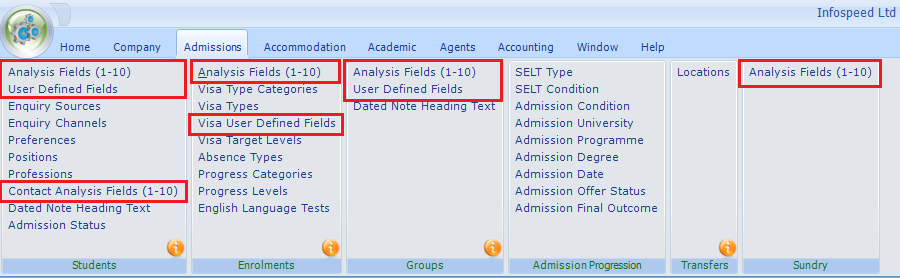 Infospeed Ltd
Home Company Admissions Accommodation Academic Agents Accounting Window Help
Analysis Fields (1-10)
User Defined Fields
Enquiry Sources
Enquiry Channels
Preferences
Positions
Professions
Contact Analysis Fields (1-10)
Dated Note Heading Text
Admission Status
Students
Analysis Fields (1-10)
Visa Type Categories
Visa Types
Visa User Defined Fields
Visa Target Levels
Absence Types
Progress Categories
Progress Levels
English Language Tests
Enrolments
Analysis Fields (1-10)
User Defined Fields
Dated Note Heading Text
Groups
SELT Type
SELT Condition
Admission Condition
Admission University
Admission Programme
Admission Degree
Admission Date
Admission Offer Status
Admission Final Outcome
Admission Progression
Locations
Transfers
Analysis Fields (1-10)
Sundry